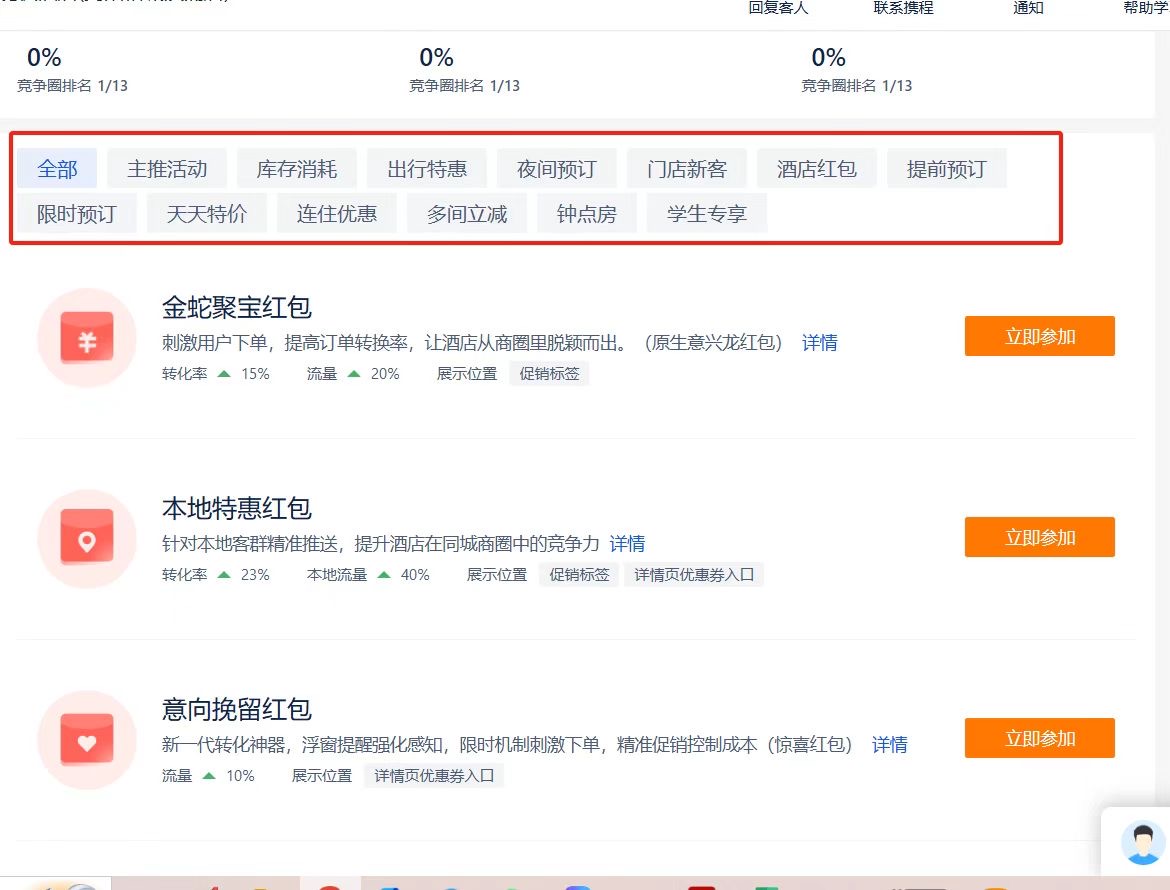 回复客人 联系携程 通知 帮助学
0% 0% 0%
竞争圈排名 1/13 竞争圈排名 1/13 竞争圈排名 1/13
全部 主推活动 库存消耗 出行特惠 夜间预订 门店新客 酒店红包 提前预订
限时预订 天天特价 连住优惠 多间立减 钟点房 学生专享
金蛇聚宝红包
刺激用户下单，提高订单转换率，让酒店从商圈里脱颖而出。（原生意兴龙红包） 详情
立即参加
转化率 15% 流量 20% 展示位置 促销标签
本地特惠红包
针对本地客群精准推送，提升酒店在同城商圈中的竞争力 详情
立即参加
转化率 23% 本地流量 40% 展示位置 促销标签 详情页优惠券入口
意向挽留红包
新一代转化神器，浮窗提醒强化感知，限时机制刺激下单，精准促销控制成本（惊喜红包） 详情
立即参加
流量 10% 展示位置 详情页优惠券入口